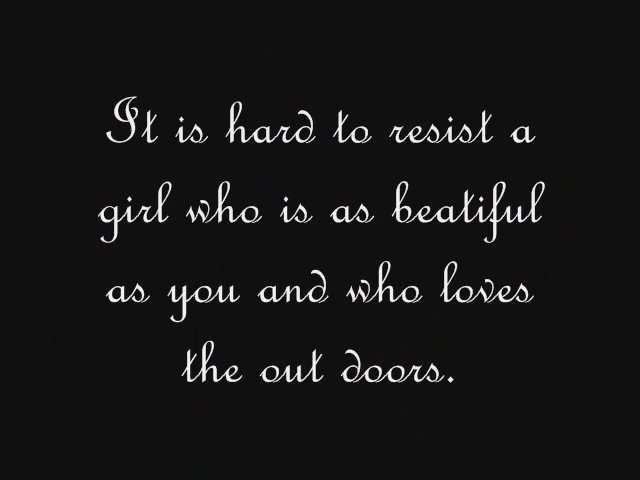 It is hard to resist a
girl who is as beatiful
as you and who loves
the out doors.